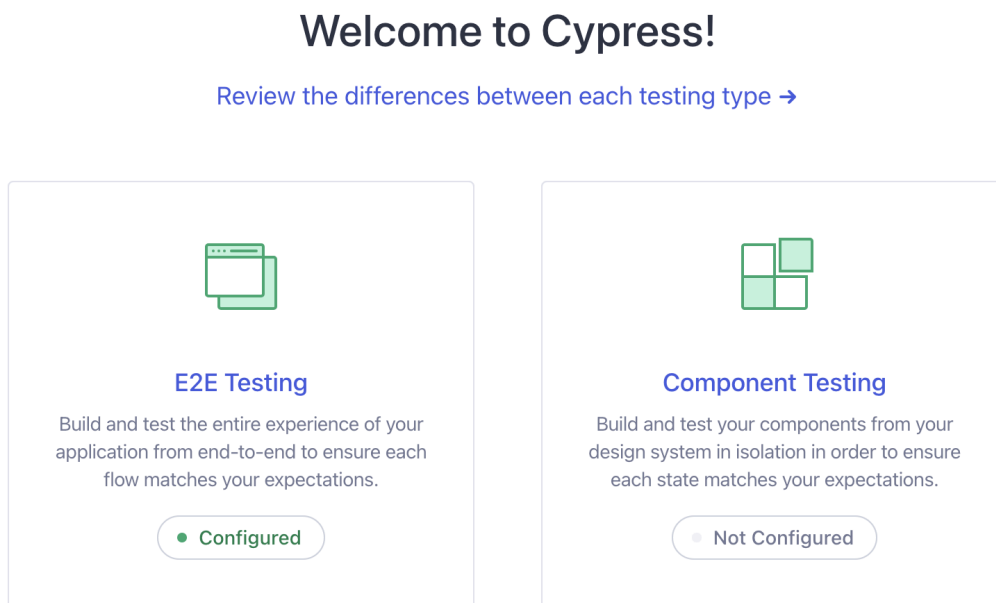 Welcome to Cypress!
Review the differences between each testing type →
E2E Testing
Build and test the entire experience of your
application from end-to-end to ensure each
flow matches your expectations.
Configured
Component Testing
Build and test your components from your
design system in isolation in order to ensure
each state matches your expectations.
Not Configured